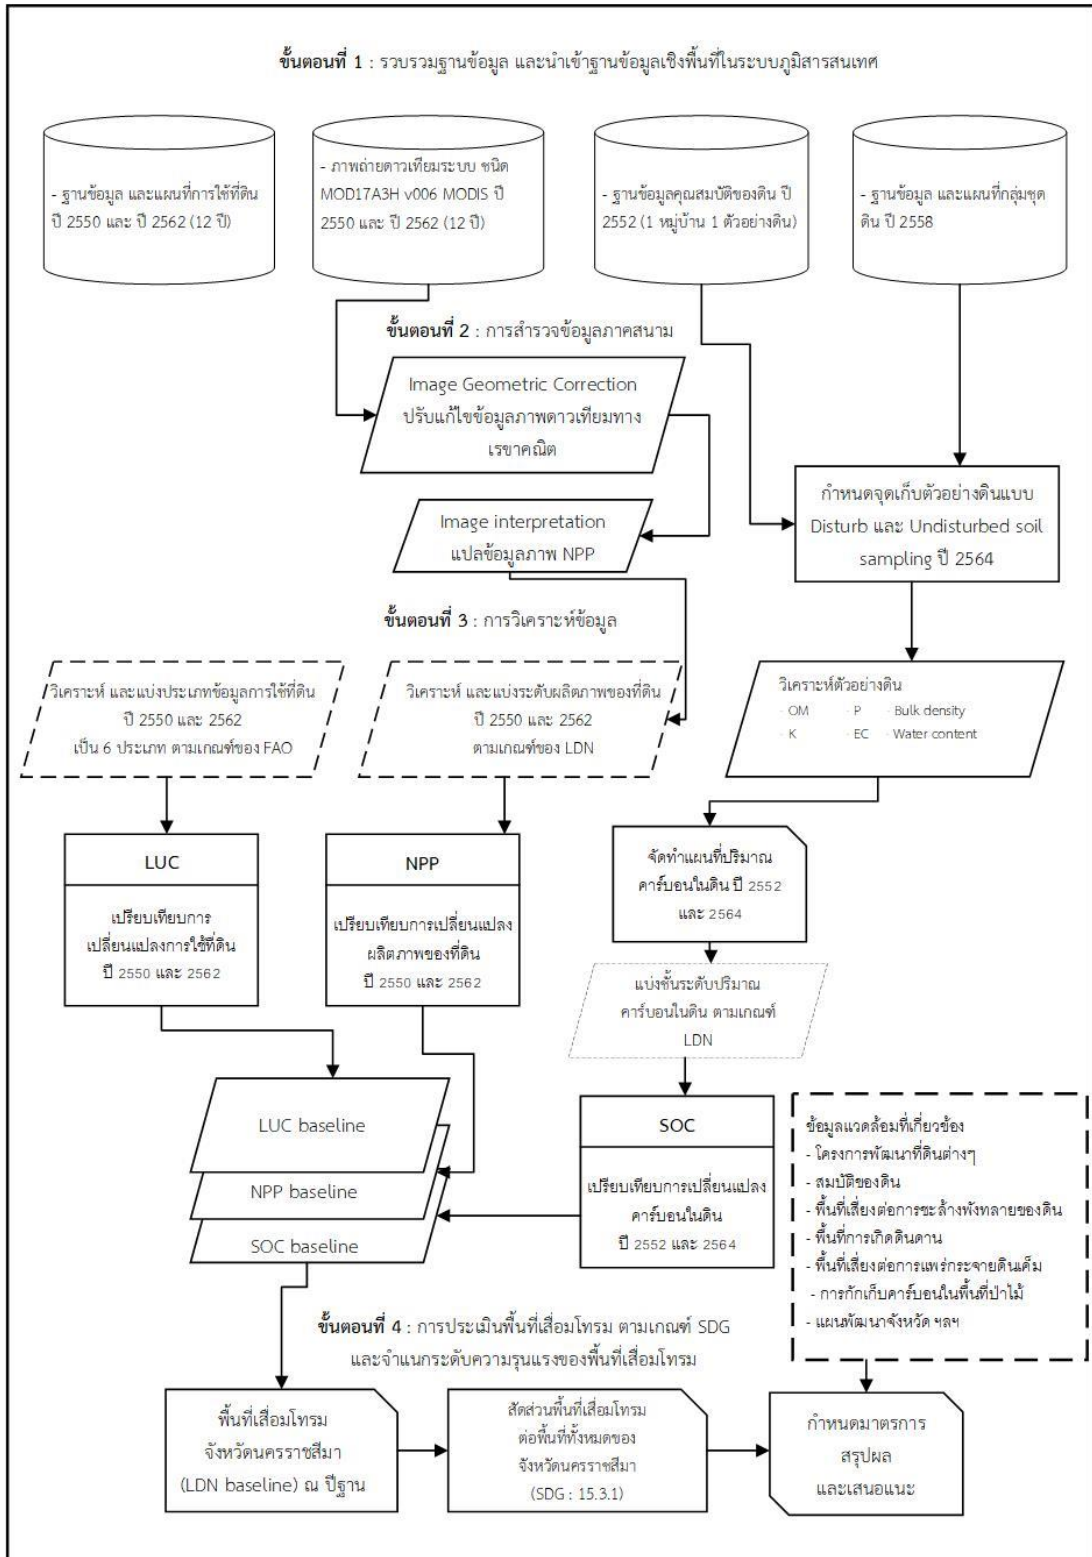 ขั้นตอนที่ 1 : รวบรวมฐานข้อมูล และนำเข้าฐานข้อมูลเชิงพื้นที่ในระบบภูมิสารสนเทศ
- ฐานข้อมูล และแผนที่การใช้ที่ดิน
ปี 2550 และ ปี 2562 (12 ปี)
- ภาพถ่ายดาวเทียมระบบ ชนิด
MOD17A3H v006 MODIS ปี
2550 และ ปี 2562 (12 ปี)
- ฐานข้อมูลคุณสมบัติของดิน ปี
2552 (1 หมู่บ้าน 1 ตัวอย่างดิน)
- ฐานข้อมูล และแผนที่กลุ่มชุด
ดิน ปี 2558
ขั้นตอนที่ 2 : การสำรวจข้อมูลภาคสนาม
Image Geometric Correction
ปรับแก้ไขข้อมูลภาพดาวเทียมทาง
เรขาคณิต
Image interpretation
แปลข้อมูลภาพ NPP
กำหนดจุดเก็บตัวอย่างดินแบบ
Disturb และ Undisturbed soil
sampling ปี 2564
ขั้นตอนที่ 3 : การวิเคราะห์ข้อมูล
วิเคราะห์ และแบ่งประเภทข้อมูลการใช้ที่ดิน
ปี 2550 และ 2562
เป็น 6 ประเภท ตามเกณฑ์ของ FAO
วิเคราะห์ และแบ่งระดับผลิตภาพของที่ดิน
ปี 2550 และ 2562
ตามเกณฑ์ของ LDN
วิเคราะห์ตัวอย่างดิน
· OM · P · Bulk density
· K · EC · Water content
LUC
เปรียบเทียบการ
เปลี่ยนแปลงการใช้ที่ดิน
ปี 2550 และ 2562
NPP
เปรียบเทียบการเปลี่ยนแปลง
ผลิตภาพของที่ดิน
ปี 2550 และ 2562
จัดทำแผนที่ปริมาณ
คาร์บอนในดิน ปี 2552
และ 2564
แบ่งชั้นระดับปริมาณ
คาร์บอนในดิน ตามเกณฑ์
LDN
LUC baseline
NPP baseline
SOC baseline
SOC
เปรียบเทียบการเปลี่ยนแปลง
คาร์บอนในดิน
ปี 2552 และ 2564
ข้อมูลแวดล้อมที่เกี่ยวข้อง
- โครงการพัฒนาที่ดินต่างๆ
- สมบัติของดิน
- พื้นที่เสี่ยงต่อการชะล้างพังทลายของดิน
- พื้นที่การเกิดดินดาน
- พื้นที่เสี่ยงต่อการแพร่กระจายดินเค็ม
- การกักเก็บคาร์บอนในพื้นที่ป่าไม้
- แผนพัฒนาจังหวัด ฯลฯ
ขั้นตอนที่ 4 : การประเมินพื้นที่เสื่อมโทรม ตามเกณฑ์ SDG
และจำแนกระดับความรุนแรงของพื้นที่เสื่อมโทรม
พื้นที่เสื่อมโทรม
จังหวัดนครราชสีมา
(LDN baseline) ณ ปีฐาน
สัดส่วนพื้นที่เสื่อมโทรม
ต่อพื้นที่ทั้งหมดของ
จังหวัดนครราชสีมา
(SDG : 15.3.1)
กำหนดมาตรการ
สรุปผล
และเสนอแนะ